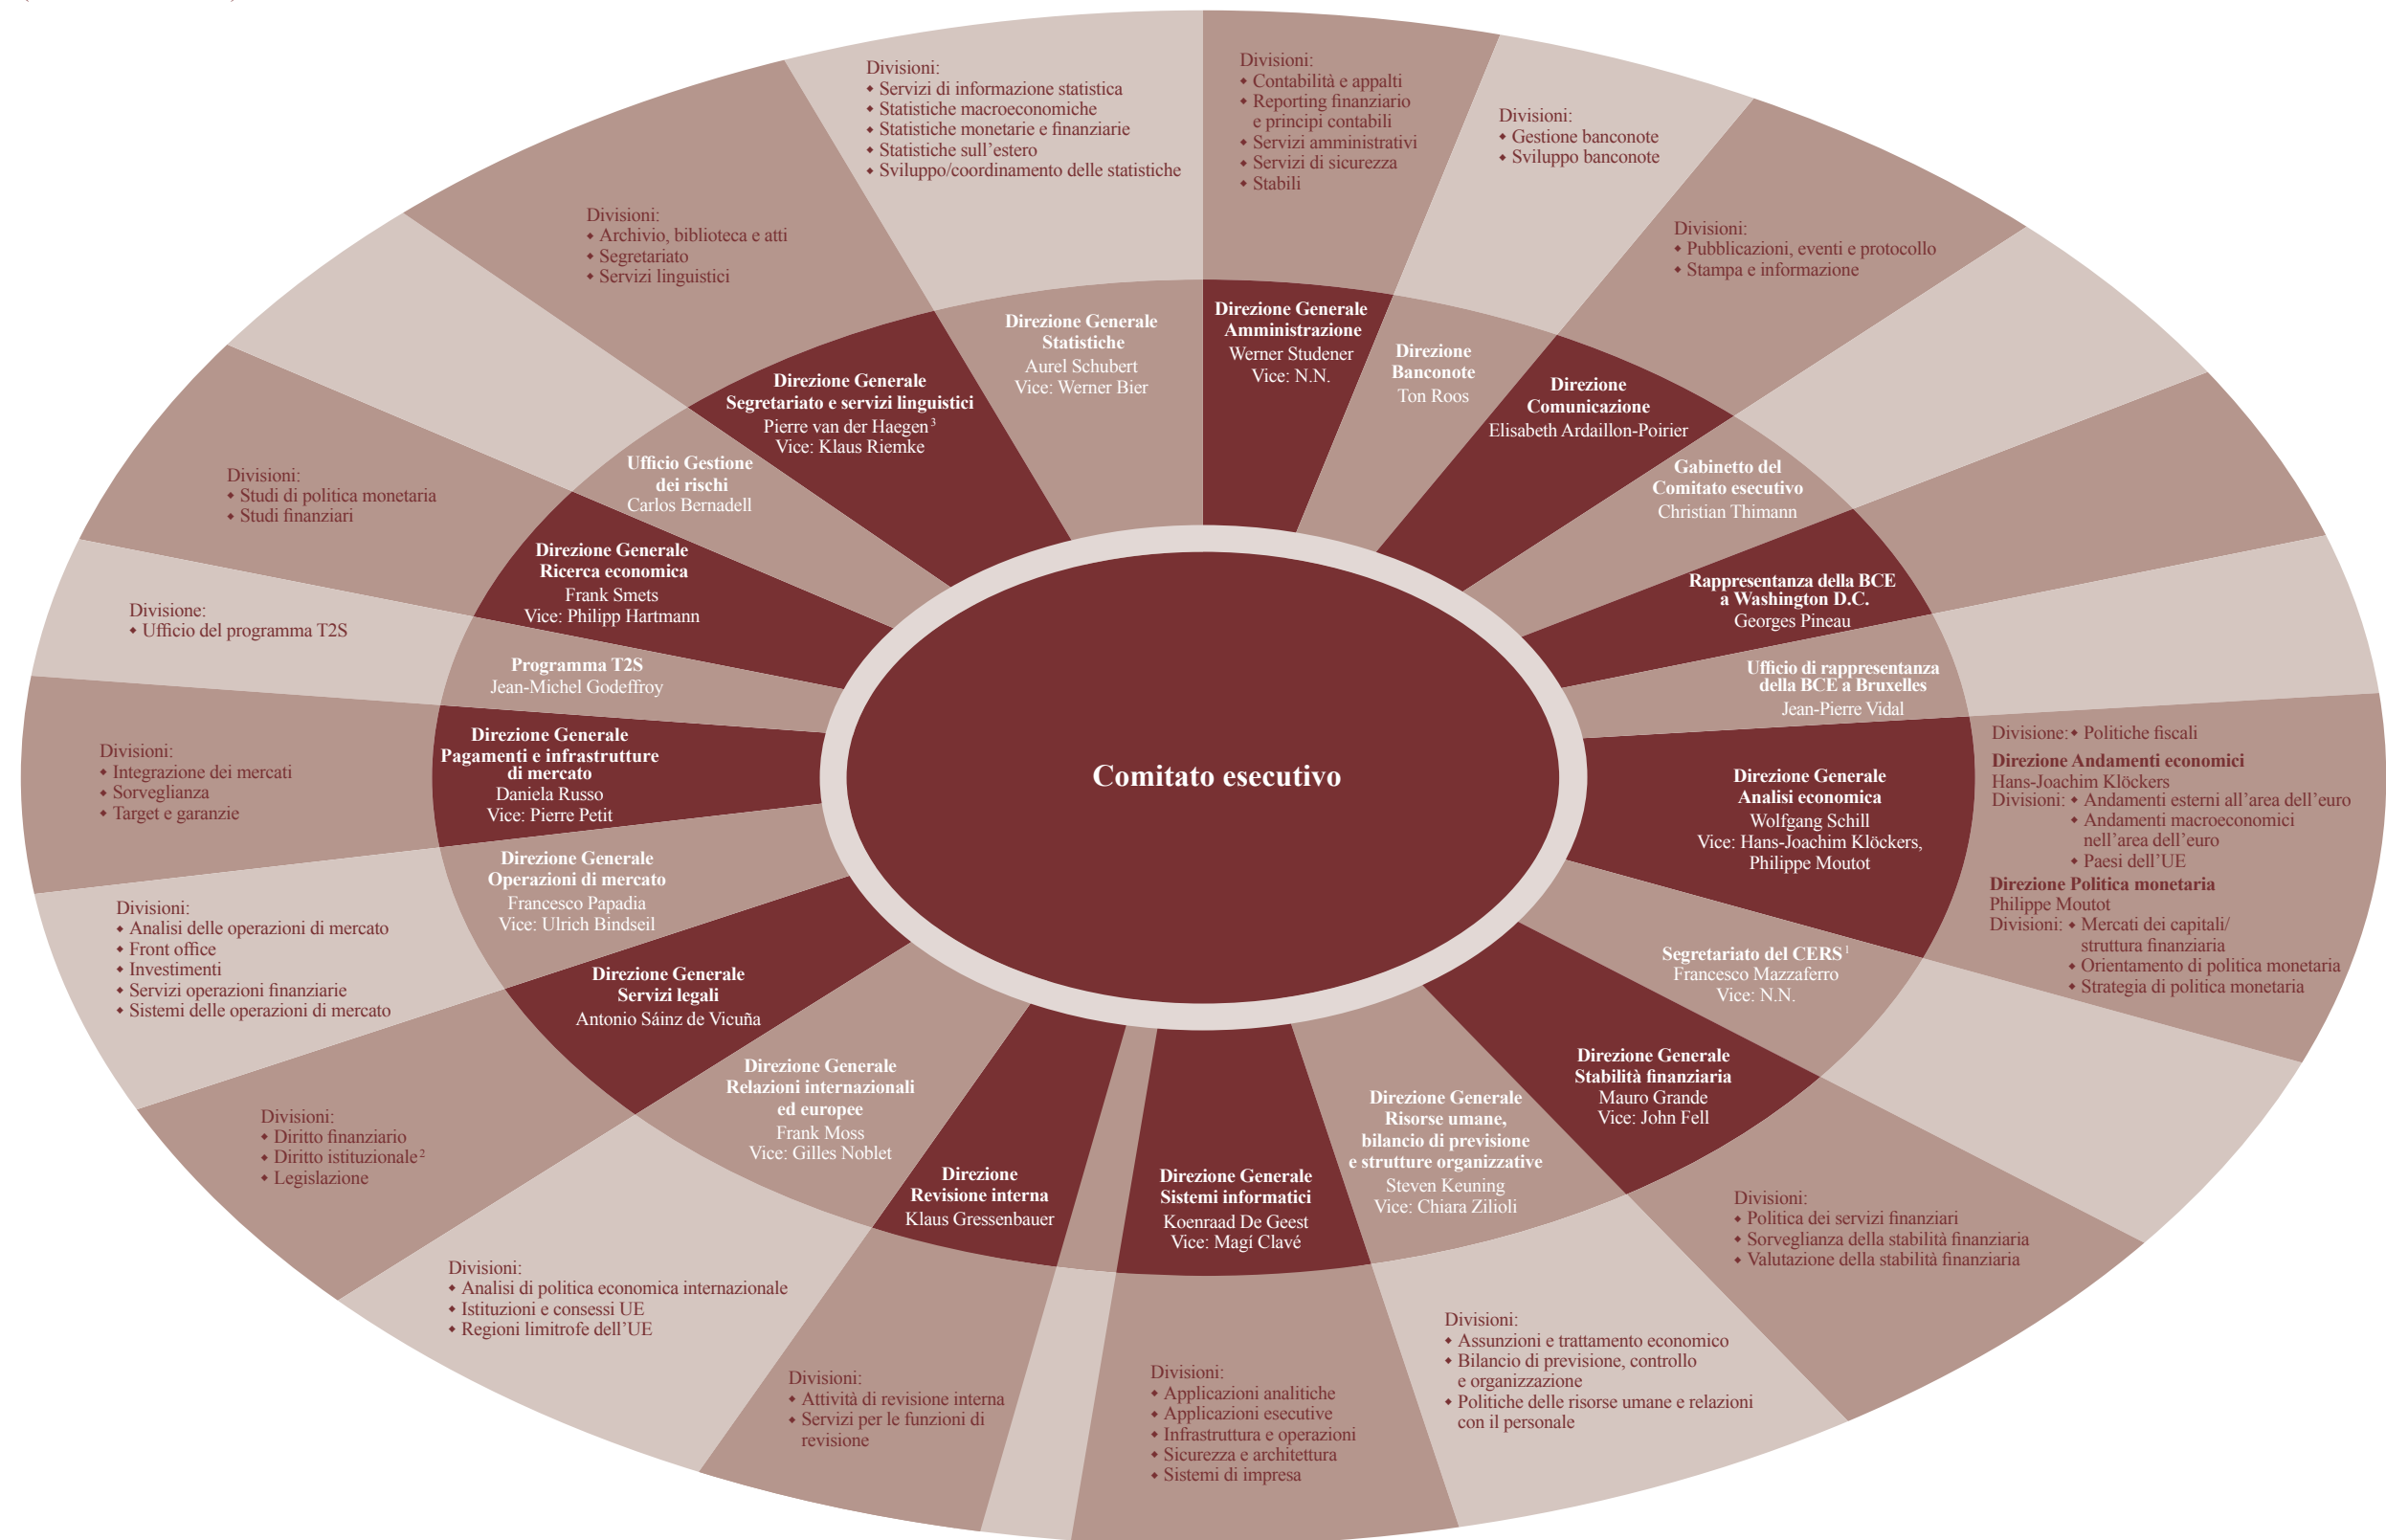 Divisioni:
◆ Servizi di informazione statistica
◆ Statistiche macroeconomiche
◆ Statistiche monetarie e finanziarie
◆ Statistiche sull'estero
◆ Sviluppo/coordinamento delle statistiche
Direzione Generale
Statistiche
Aurel Schubert
Vice: Werner Bier
Divisioni:
◆ Contabilità e appalti
◆ Reporting finanziario
e principi contabili
◆ Servizi amministrativi
◆ Servizi di sicurezza
◆ Stabili
Direzione Generale
Amministrazione
Werner Studener
Vice: N.N.
Divisioni:
◆ Gestione banconote
◆ Sviluppo banconote
Direzione
Banconote
Ton Roos
Divisioni:
◆ Pubblicazioni, eventi e protocollo
◆ Stampa e informazione
Direzione
Comunicazione
Elisabeth Ardaillon-Poirier
Gabinetto del
Comitato esecutivo
Christian Thimann
Rappresentanza della BCE
a Washington D.C.
Georges Pineau
Ufficio di rappresentanza
della BCE a Bruxelles
Jean-Pierre Vidal
Direzione Generale
Analisi economica
Wolfgang Schill
Vice: Hans-Joachim Klöckers,
Philippe Moutot
Divisione: ◆ Politiche fiscali
Direzione Andamenti economici
Hans-Joachim Klöckers
Divisioni: ◆ Andamenti esterni all'area dell'euro
◆ Andamenti macroeconomici
nell'area dell'euro
◆ Paesi dell'UE
Direzione Politica monetaria
Philippe Moutot
Divisioni: ◆ Mercati dei capitali/
struttura finanziaria
◆ Orientamento di politica monetaria
◆ Strategia di politica monetaria
Segretariato del CERS¹
Francesco Mazzaferro
Vice: N.N.
Direzione Generale
Stabilità finanziaria
Mauro Grande
Vice: John Fell
Divisioni:
◆ Politica dei servizi finanziari
◆ Sorveglianza della stabilità finanziaria
◆ Valutazione della stabilità finanziaria
Direzione Generale
Risorse umane,
bilancio di previsione
e strutture organizzative
Steven Keuning
Vice: Chiara Zilioli
Divisioni:
◆ Assunzioni e trattamento economico
◆ Bilancio di previsione, controllo
e organizzazione
◆ Politiche delle risorse umane e relazioni
con il personale
Direzione Generale
Sistemi informatici
Koenraad De Geest
Vice: Magí Clavé
Divisioni:
◆ Applicazioni analitiche
◆ Applicazioni esecutive
◆ Infrastruttura e operazioni
◆ Sicurezza e architettura
◆ Sistemi di impresa
Direzione
Revisione interna
Klaus Gressenbauer
Divisioni:
◆ Attività di revisione interna
◆ Servizi per le funzioni di
revisione
Direzione Generale
Relazioni internazionali
ed europee
Frank Moss
Vice: Gilles Noblet
Divisioni:
◆ Analisi di politica economica internazionale
◆ Istituzioni e consessi UE
◆ Regioni limitrofe dell'UE
Direzione Generale
Servizi legali
Antonio Sáinz de Vicuña
Divisioni:
◆ Diritto finanziario
◆ Diritto istituzionale²
◆ Legislazione
Direzione Generale
Operazioni di mercato
Francesco Papadia
Vice: Ulrich Bindseil
Divisioni:
◆ Analisi delle operazioni di mercato
◆ Front office
◆ Investimenti
◆ Servizi operazioni finanziarie
◆ Sistemi delle operazioni di mercato
Direzione Generale
Pagamenti e infrastrutture
di mercato
Daniela Russo
Vice: Pierre Petit
Divisioni:
◆ Integrazione dei mercati
◆ Sorveglianza
◆ Target e garanzie
Programma T2S
Jean-Michel Godeffroy
Divisione:
◆ Ufficio del programma T2S
Direzione Generale
Ricerca economica
Frank Smets
Vice: Philipp Hartmann
Divisioni:
◆ Studi di politica monetaria
◆ Studi finanziari
Ufficio Gestione
dei rischi
Carlos Bernadell
Direzione Generale
Segretariato e servizi linguistici
Pierre van der Haegen³
Vice: Klaus Riemke
Divisioni:
◆ Archivio, biblioteca e atti
◆ Segretariato
◆ Servizi linguistici
Comitato esecutivo